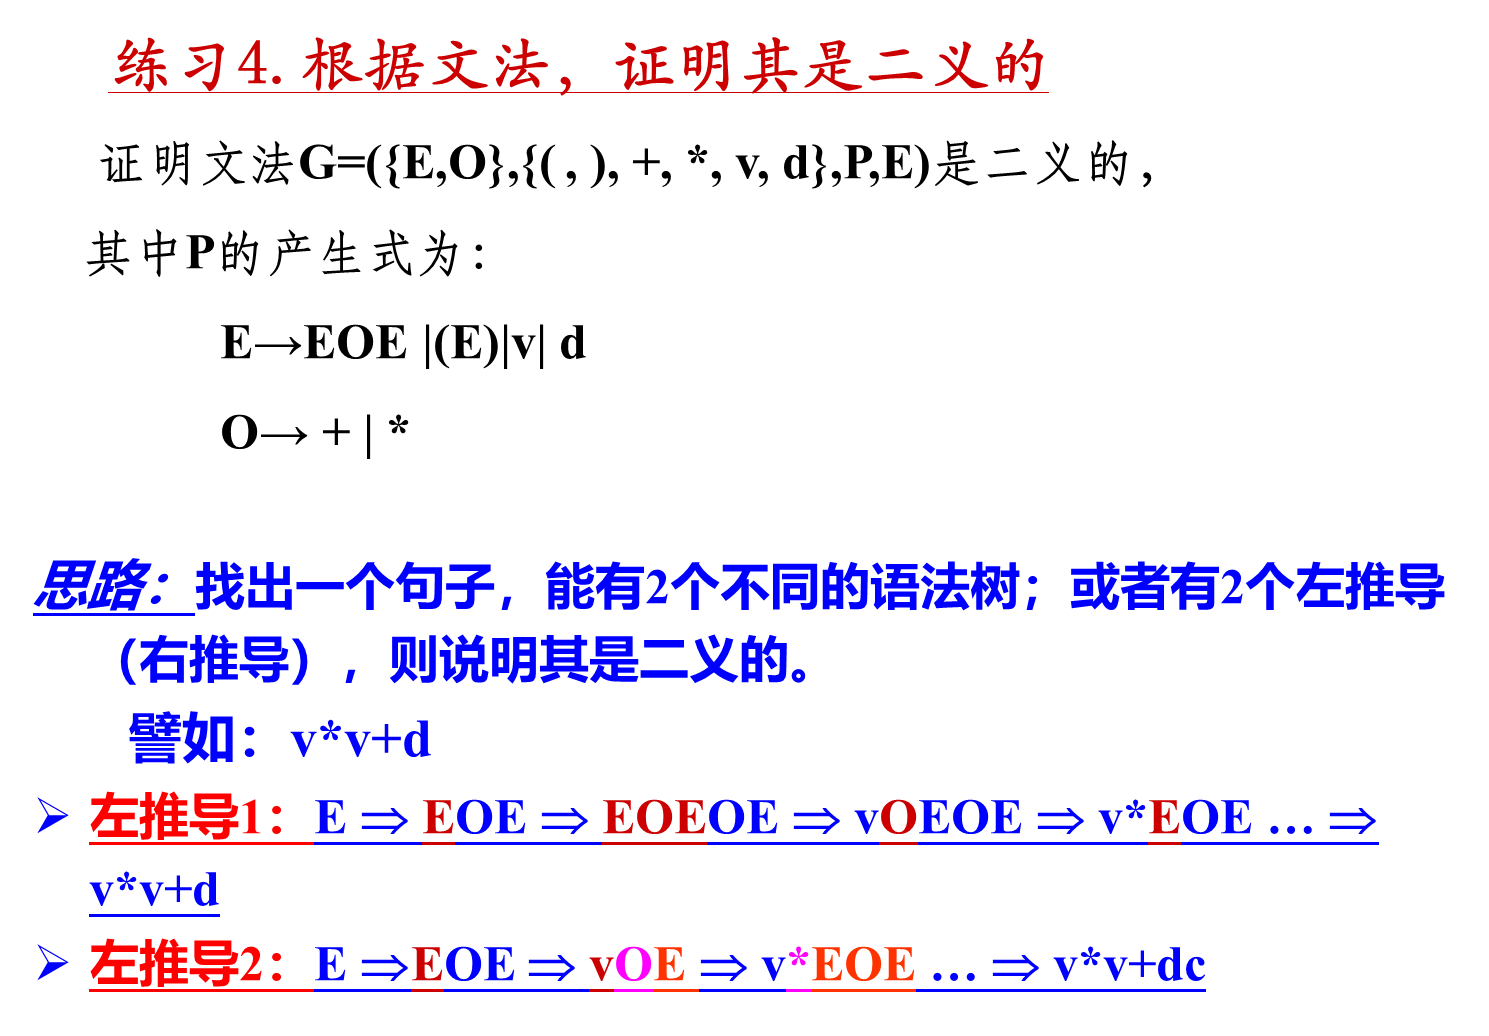 练习4.根据文法，证明其是二义的
证明文法G=({E,O},{( , ), +, *, v, d},P,E)是二义的，
其中P的产生式为：
E→EOE |(E)|v| d
O→ + | *
思路：找出一个句子，能有2个不同的语法树；或者有2个左推导
（右推导），则说明其是二义的。
譬如：v*v+d
➢ 左推导1：E ⇒ EOE ⇒ EOEOE ⇒ vOEOE ⇒ v*EOE … ⇒
v*v+d
➢ 左推导2：E ⇒EOE ⇒ vOE ⇒ v*EOE … ⇒ v*v+dc